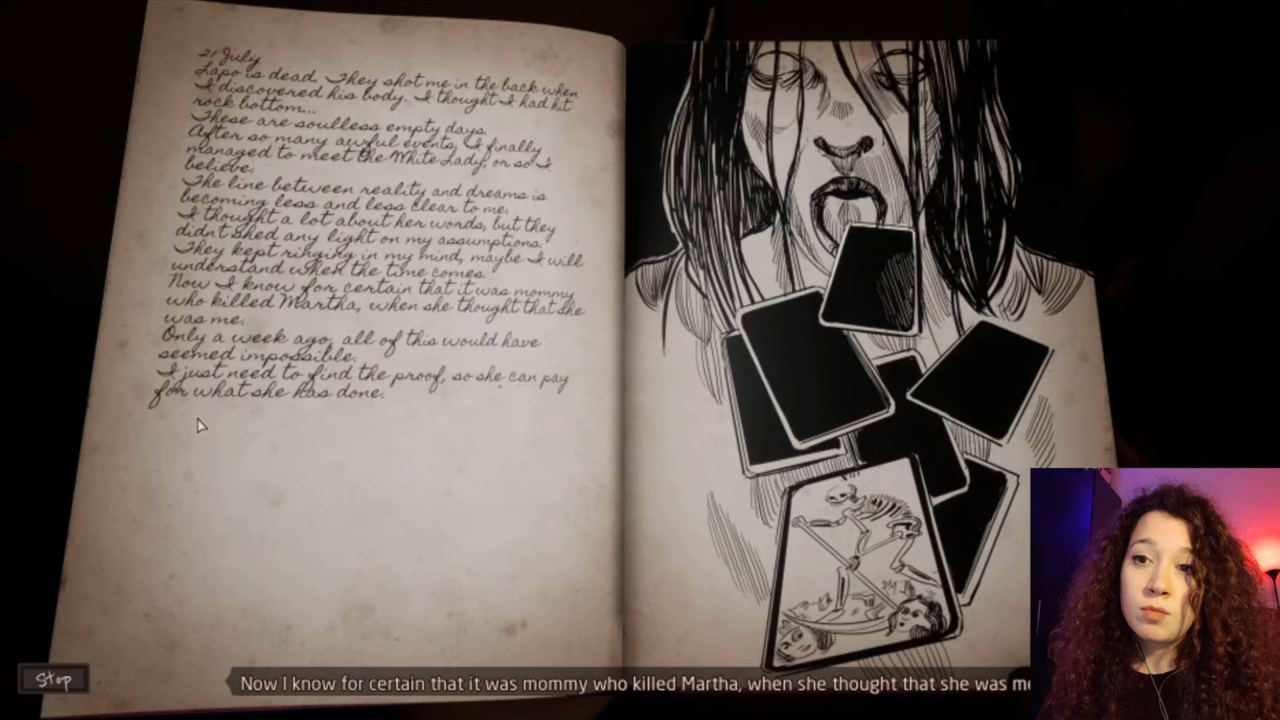 21 July
Lapo is dead. They shot me in the back when
I discovered his body. I thought I had hit
rock bottom...
These are soulless empty days.
After so many awful events, I finally
managed to meet the White Lady, or so I
believe.
The line between reality and dreams is
becoming less and less clear to me.
I thought a lot about her words, but they
didn't shed any light on my assumptions.
They kept ringing in my mind, maybe I will
understand when the time comes.
Now I know for certain that it was mommy
who killed Martha, when she thought that she
was me.
Only a week ago, all of this would have
seemed impossible.
I just need to find the proof, so she can pay
for what she has done.
Stop
Now I know for certain that it was mommy who killed Martha, when she thought that she was me